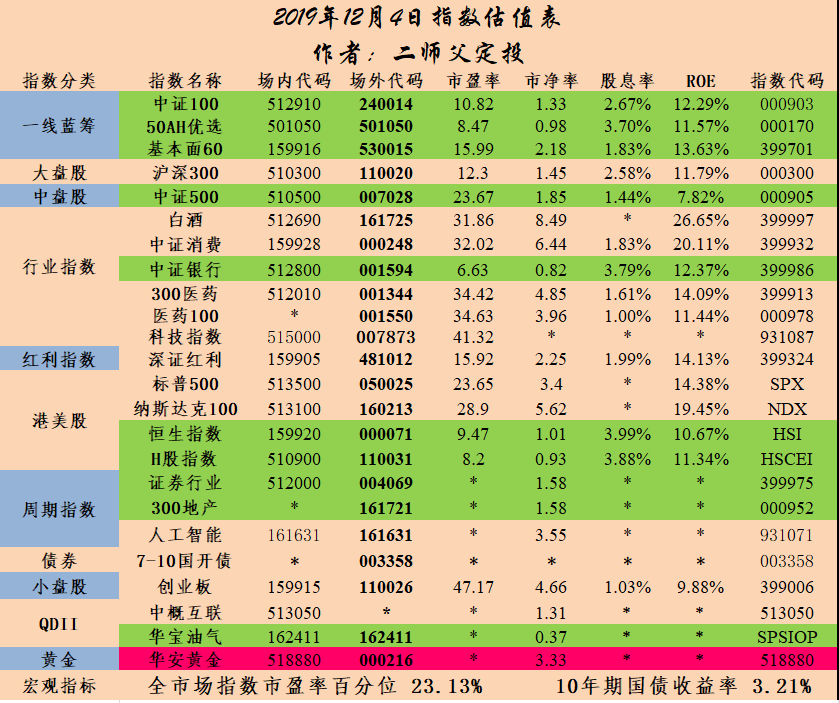 2019年12月4日指数估值表
作者：二师父定投
指数分类 指数名称 场内代码 场外代码 市盈率 市净率 股息率 ROE 指数代码
中证100 512910 240014 10.82 1.33 2.67% 12.29% 000903
一线蓝筹 50AH优选 501050 501050 8.47 0.98 3.70% 11.57% 000170
基本面60 159916 530015 15.99 2.18 1.83% 13.63% 399701
大盘股 沪深300 510300 110020 12.3 1.45 2.58% 11.79% 000300
中盘股 中证500 510500 007028 23.67 1.85 1.44% 7.82% 000905
白酒 512690 161725 31.86 8.49 * 26.65% 399997
中证消费 159928 000248 32.02 6.44 1.83% 20.11% 399932
行业指数 中证银行 512800 001594 6.63 0.82 3.79% 12.37% 399986
300医药 512010 001344 34.42 4.85 1.61% 14.09% 399913
医药100 * 001550 34.63 3.96 1.00% 11.44% 000978
科技指数 515000 007873 41.32 * * * 931087
红利指数 深证红利 159905 481012 15.92 2.25 1.99% 14.13% 399324
标普500 513500 050025 23.65 3.4 * 14.38% SPX
港美股 纳斯达克100 513100 160213 28.9 5.62 * 19.45% NDX
恒生指数 159920 000071 9.47 1.01 3.99% 10.67% HSI
H股指数 510900 110031 8.2 0.93 3.88% 11.34% HSCEI
证券行业 512000 004069 * 1.58 * * 399975
周期指数 300地产 * 161721 * 1.58 * * 000952
人工智能 161631 161631 * 3.55 * * 931071
债券 7-10国开债 * 003358 * * * * 003358
小盘股 创业板 159915 110026 47.17 4.66 1.03% 9.88% 399006
QDII 中概互联 513050 * * 1.31 * * 513050
华宝油气 162411 162411 * 0.37 * * SPSIOP
黄金 华安黄金 518880 000216 * 3.33 * * 518880
宏观指标 全市场指数市盈率百分位 23.13% 10年期国债收益率 3.21%